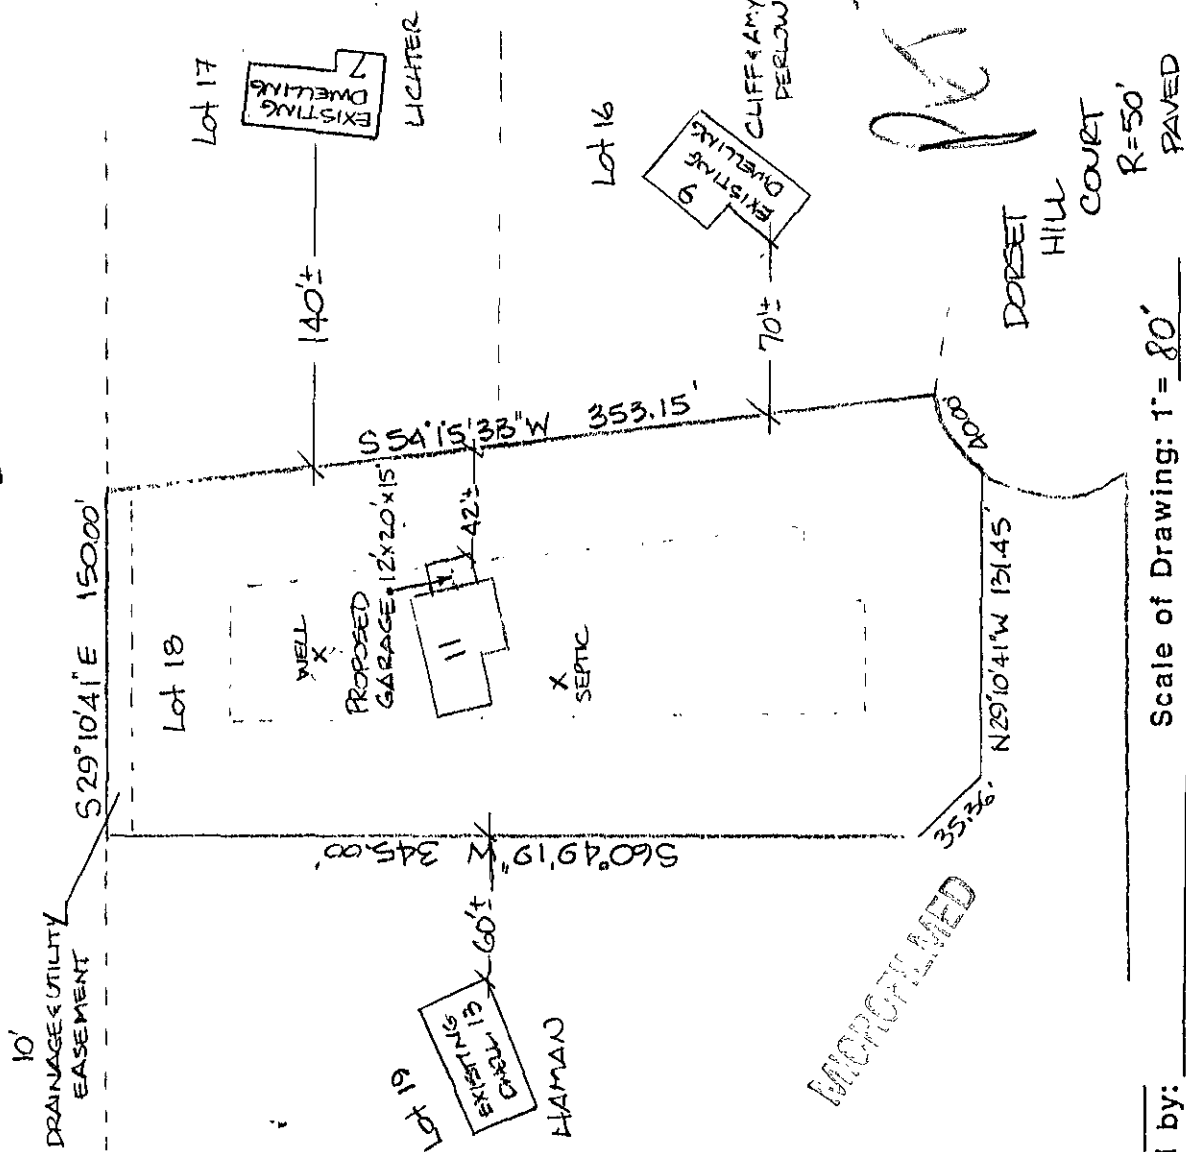 10'
DRAINAGE & UTILITY
EASEMENT
S29°10'41"E 150.00'
Lot 17
EXISTING
DWELLING
7
LICHTER
140'±
Lot 18
WELL
X
PROPOSED
GARAGE 12'x20'x15'
11
42'±
X
SEPTIC
S 54°15'33"W 353.15'
Lot 16
9
EXISTING
DWELLING
CLIFF & AMY
PERLOW
70'±
S60°49'19"W 345.00'
60'±
Lot 19
EXISTING
DWELL 13
HAMAN
35.36'
N29°10'41"W 131.45'
40.00'
DORSET
HILL
COURT
R=50'
PAVED
MICROFILMED
Scale of Drawing: 1"= 80'
by: